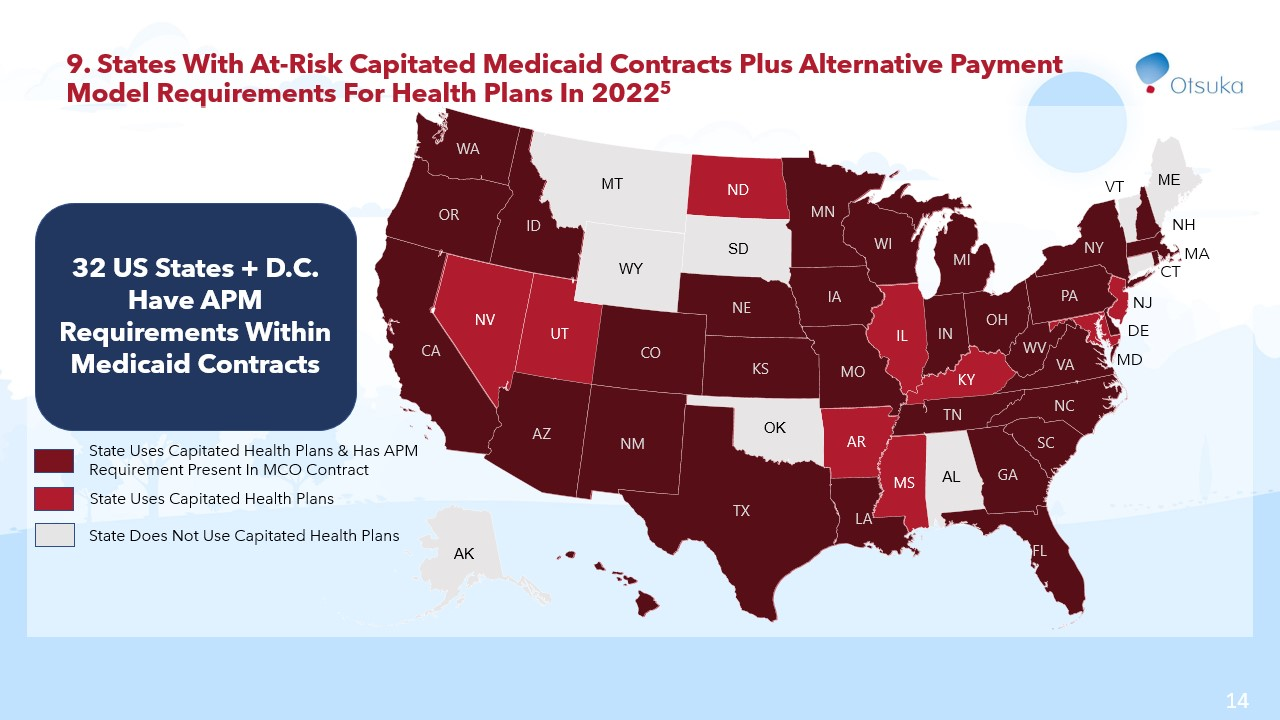 9. States With At-Risk Capitated Medicaid Contracts Plus Alternative Payment
Model Requirements For Health Plans In 2022⁵
Otsuka
32 US States + D.C.
Have APM
Requirements Within
Medicaid Contracts
State Uses Capitated Health Plans & Has APM
Requirement Present In MCO Contract
State Uses Capitated Health Plans
State Does Not Use Capitated Health Plans
WA
OR
ID
MT
ND
MN
WI
MI
VT
ME
NH
MA
CT
NY
SD
WY
NE
IA
IL
IN
OH
PA
NJ
DE
MD
WV
VA
NV
UT
CO
KS
MO
KY
CA
AZ
NM
OK
AR
TN
NC
SC
MS
AL
GA
TX
LA
FL
AK
14